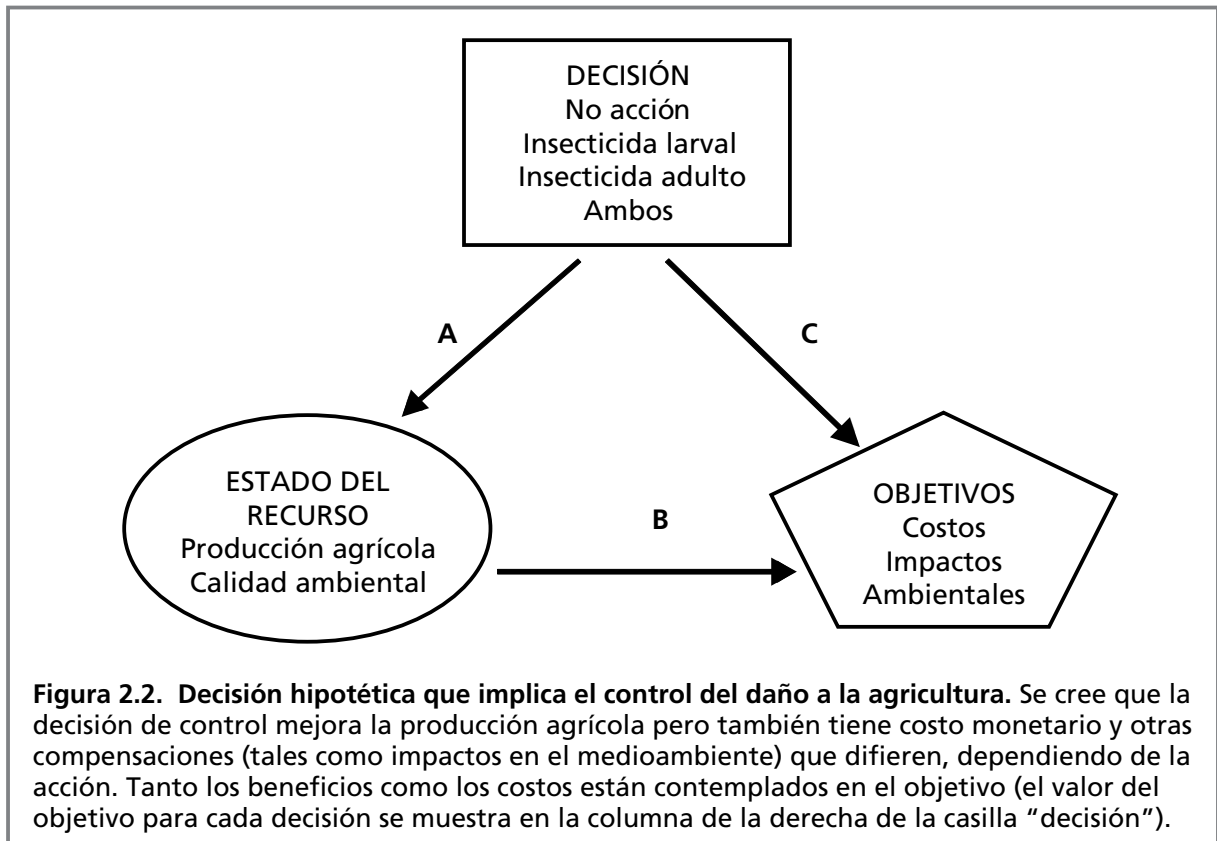 DECISIÓN
No acción
Insecticida larval
Insecticida adulto
Ambos
A
C
ESTADO DEL
RECURSO
Producción agrícola
Calidad ambiental
B
OBJETIVOS
Costos
Impactos
Ambientales
Figura 2.2. Decisión hipotética que implica el control del daño a la agricultura. Se cree que la
decisión de control mejora la producción agrícola pero también tiene costo monetario y otras
compensaciones (tales como impactos en el medioambiente) que difieren, dependiendo de la
acción. Tanto los beneficios como los costos están contemplados en el objetivo (el valor del
objetivo para cada decisión se muestra en la columna de la derecha de la casilla “decisión”).